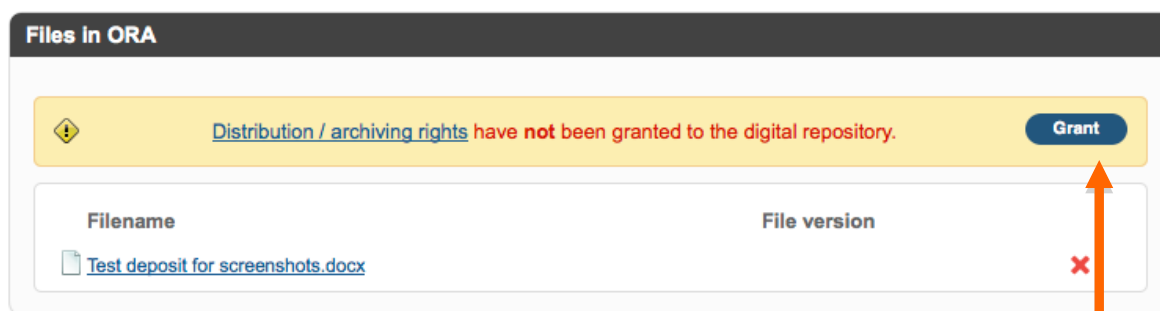 Files in ORA
Distribution / archiving rights have not been granted to the digital repository. Grant
Filename File version
Test deposit for screenshots.docx